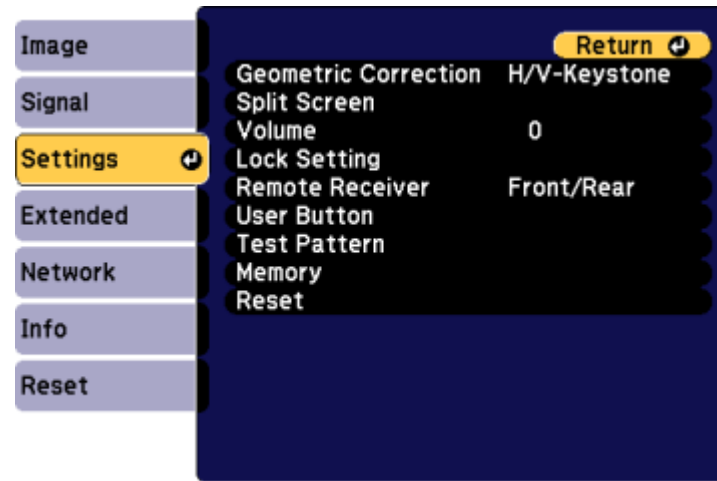 Image
Signal
Settings
Extended
Network
Info
Reset
Return
Geometric Correction H/V-Keystone
Split Screen
Volume 0
Lock Setting
Remote Receiver Front/Rear
User Button
Test Pattern
Memory
Reset